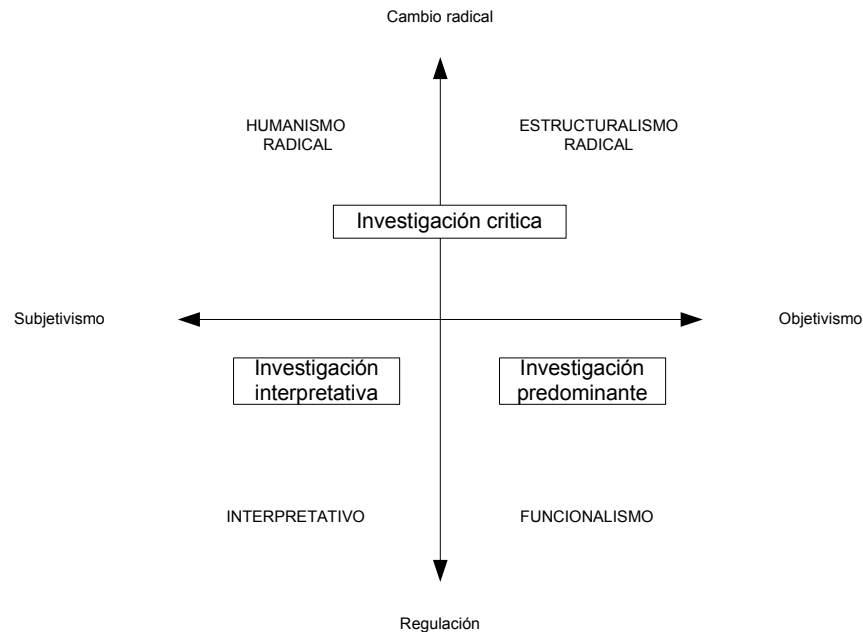 Cambio radical
HUMANISMO
RADICAL
ESTRUCTURALISMO
RADICAL
Investigación critica
Subjetivismo
Objetivismo
Investigación
interpretativa
Investigación
predominante
INTERPRETATIVO
FUNCIONALISMO
Regulación